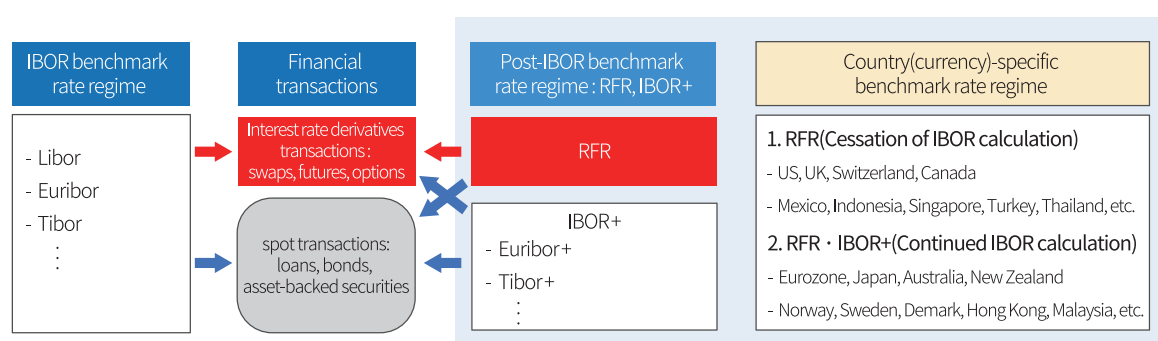 IBOR benchmark
rate regime
- Libor
- Euribor
- Tibor
⋮
Financial
transactions
Interest rate derivatives
transactions :
swaps, futures, options
spot transactions:
loans, bonds,
asset-backed securities
Post-IBOR benchmark
rate regime : RFR, IBOR+
RFR
IBOR+
- Euribor+
- Tibor+
⋮
Country(currency)-specific
benchmark rate regime
1. RFR(Cessation of IBOR calculation)
- US, UK, Switzerland, Canada
- Mexico, Indonesia, Singapore, Turkey, Thailand, etc.
2. RFR · IBOR+(Continued IBOR calculation)
- Eurozone, Japan, Australia, New Zealand
- Norway, Sweden, Demark, Hong Kong, Malaysia, etc.